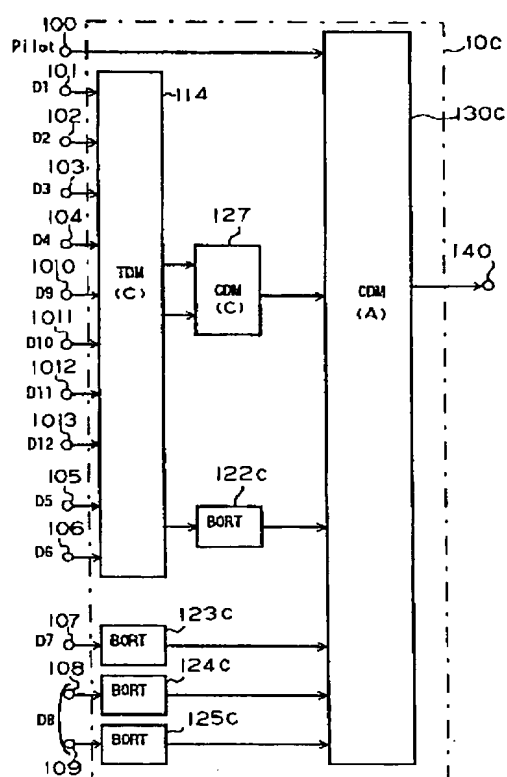 100
Pilot
10C
101
D1
114
130C
102
D2
103
D3
104
D4
127
1010
D9
TDM
(C)
CDM
(C)
CDM
(A)
140
1011
D10
1012
D11
1013
D12
105
D5
122C
106
D6
BORT
107
D7
123C
BORT
108
124C
BORT
D8
125C
109
BORT